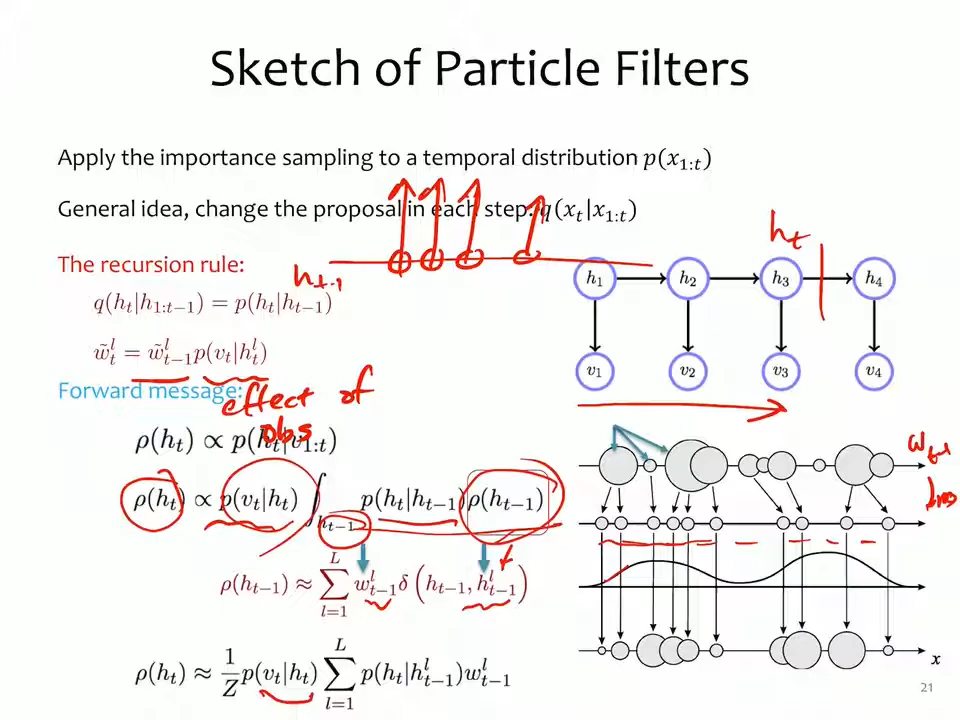 Sketch of Particle Filters
Apply the importance sampling to a temporal distribution p(x_{1:t})
General idea, change the proposal in each step. q(x_t|x_{1:t})
h_t
The recursion rule:
h_{t-1}
h_1 h_2 h_3 h_4
q(h_t|h_{1:t-1}) = p(h_t|h_{t-1})
w̃_t^l = w̃_{t-1}^l p(v_t|h_t^l)
v_1 v_2 v_3 v_4
Forward message:
effect of
obs
ρ(h_t) ∝ p(h_t|v_{1:t})
w_{t-1}
ρ(h_t) ∝ p(v_t|h_t) ∫_{h_{t-1}} p(h_t|h_{t-1}) ρ(h_{t-1})
res
ρ(h_{t-1}) ≈ ∑_{l=1}^{L} w_{t-1}^l δ(h_{t-1}, h_{t-1}^l)
ρ(h_t) ≈ 1/Z p(v_t|h_t) ∑_{l=1}^{L} p(h_t|h_{t-1}^l) w_{t-1}^l
x
21